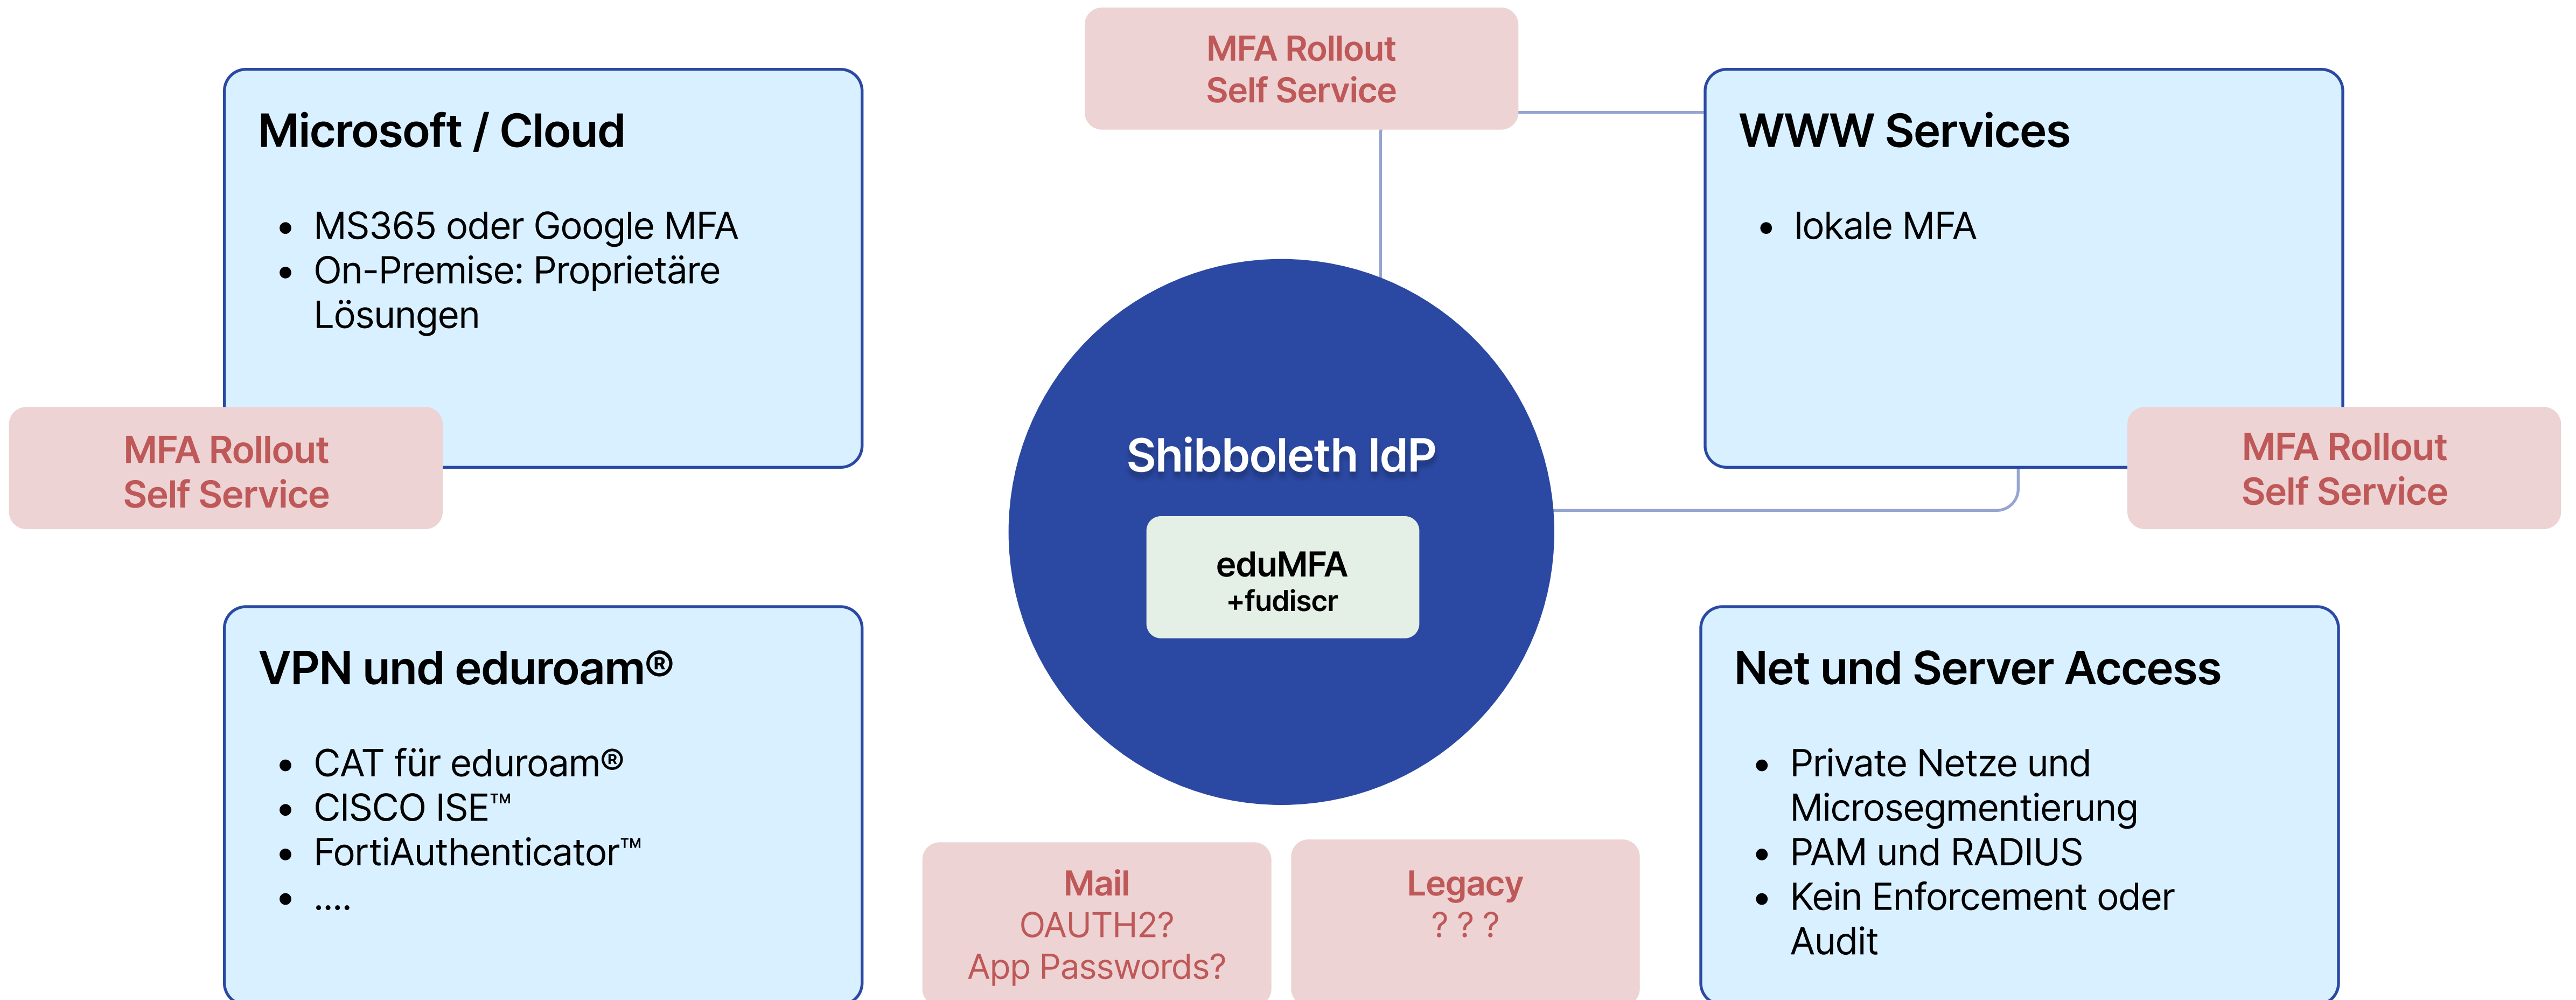 MFA Rollout
Self Service
Microsoft / Cloud
• MS365 oder Google MFA
• On-Premise: Proprietäre
Lösungen
MFA Rollout
Self Service
WWW Services
• lokale MFA
MFA Rollout
Self Service
Shibboleth IdP
eduMFA
+fudiscr
VPN und eduroam®
• CAT für eduroam®
• CISCO ISE™
• FortiAuthenticator™
• ....
Mail
OAUTH2?
App Passwords?
Legacy
? ? ?
Net und Server Access
• Private Netze und
Microsegmentierung
• PAM und RADIUS
• Kein Enforcement oder
Audit